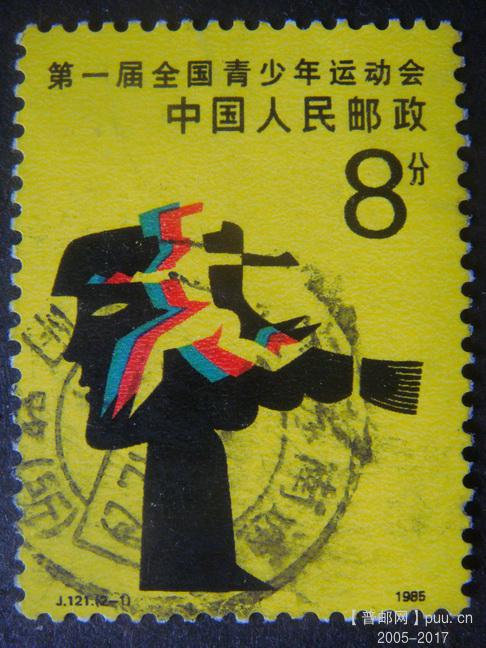 第一届全国青少年运动会
中国人民邮政
8分
J.121.(2-1)
1985
【普邮网】puu.cn
2005-2017